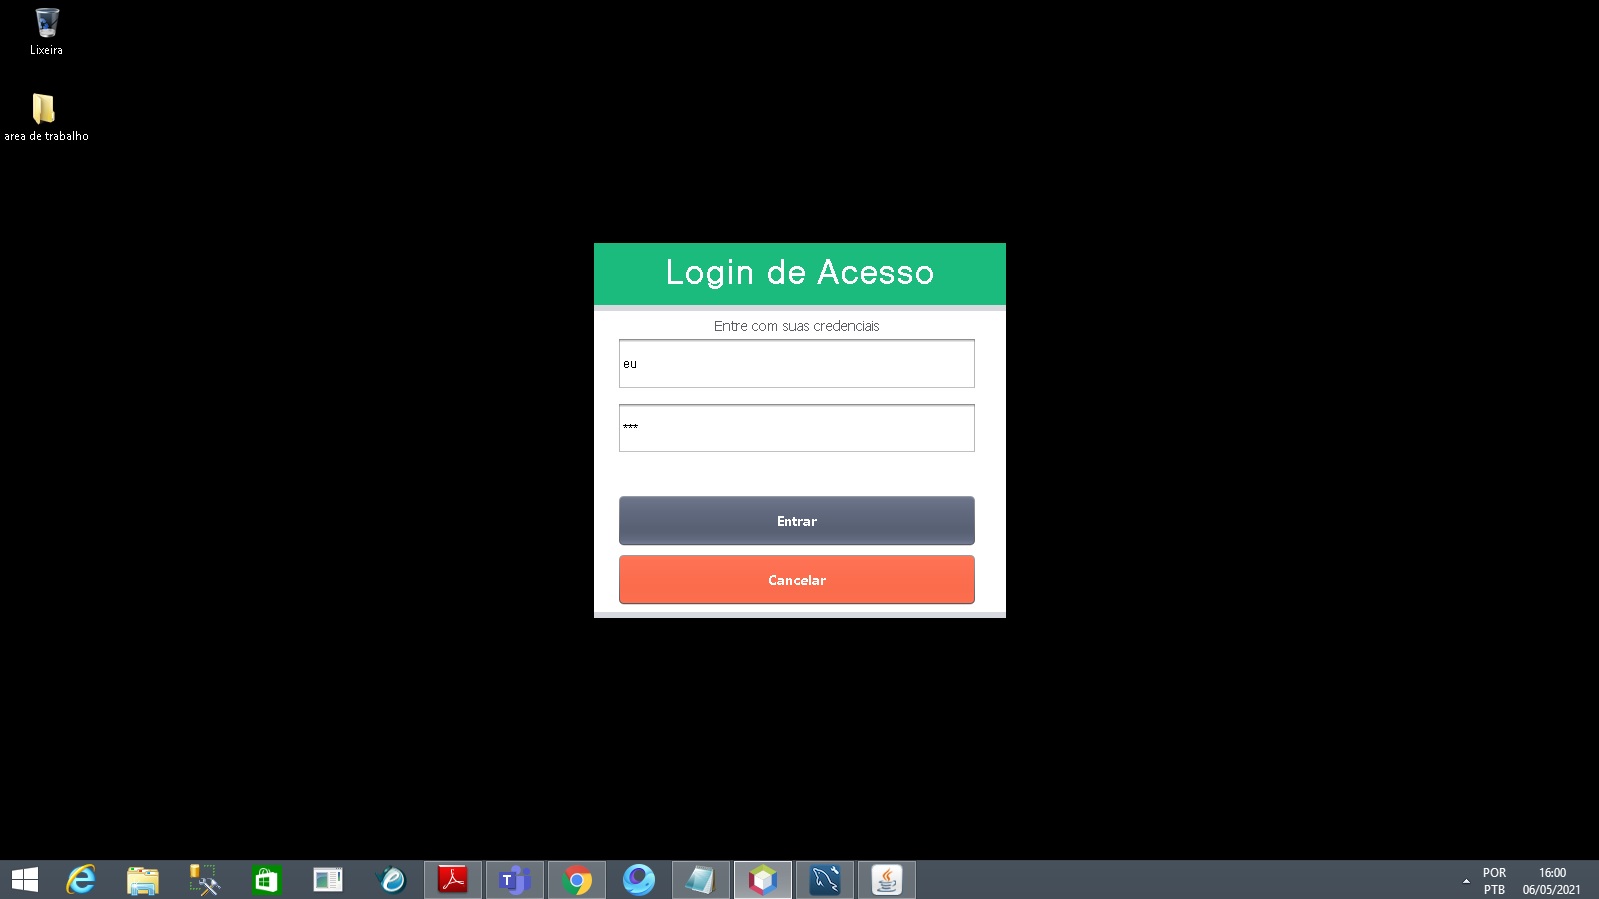 Lixeira
area de trabalho
Login de Acesso
Entre com suas credenciais
eu
***
Entrar
Cancelar
POR
PTB
16:00
06/05/2021